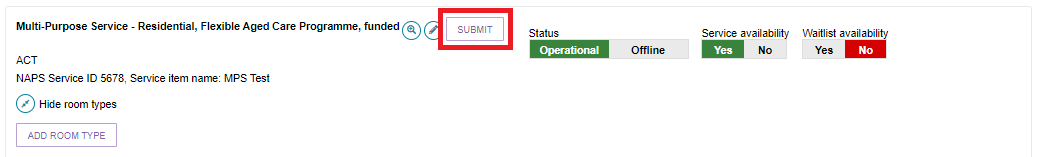 Multi-Purpose Service - Residential, Flexible Aged Care Programme, funded SUBMIT
Status Service availability Waitlist availability
Operational Offline Yes No Yes No
ACT
NAPS Service ID 5678, Service item name: MPS Test
Hide room types
ADD ROOM TYPE